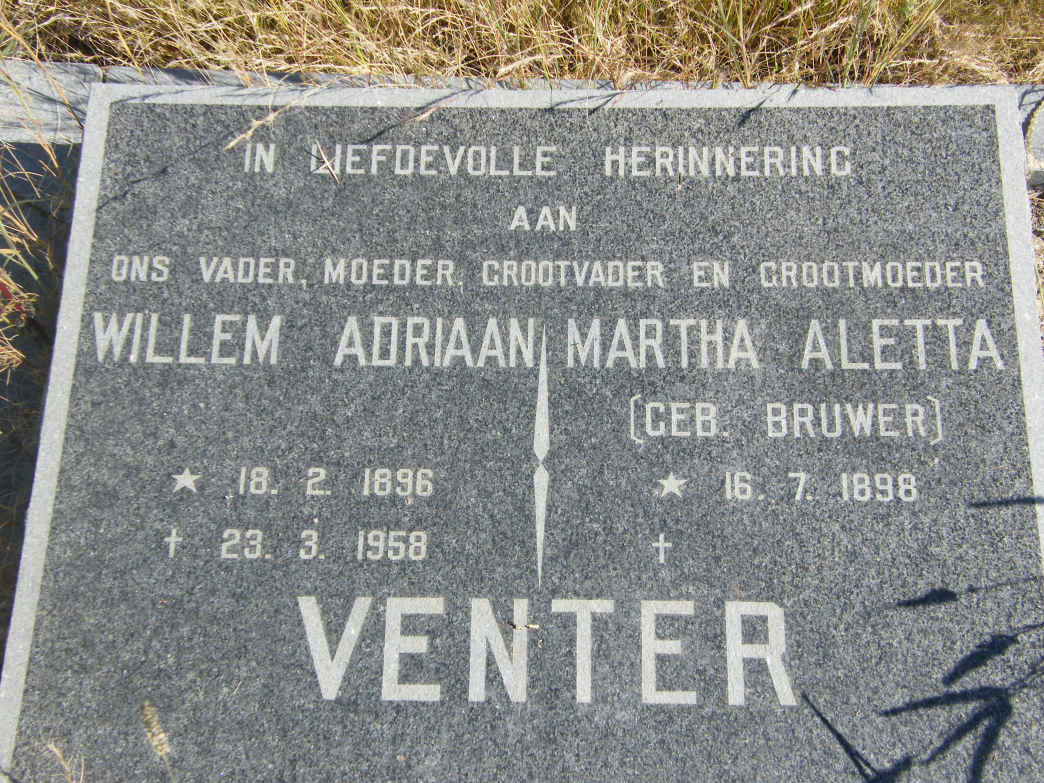 IN LIEFDEVOLLE HERINNERING
AAN
ONS VADER, MOEDER, GROOTVADER EN GROOTMOEDER
WILLEM ADRIAAN
★ 18. 2. 1896
† 23. 3. 1958
MARTHA ALETTA
(GEB. BRUWER)
★ 16. 7. 1898
†
VENTER